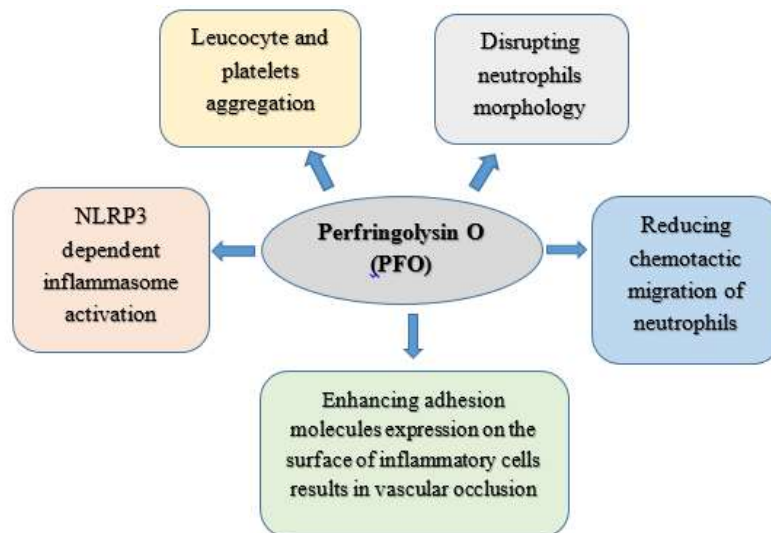 Leucocyte and
platelets
aggregation
Disrupting
neutrophils
morphology
NLRP3
dependent
inflammasome
activation
Perfringolysin O
(PFO)
Reducing
chemotactic
migration of
neutrophils
Enhancing adhesion
molecules expression on the
surface of inflammatory cells
results in vascular occlusion